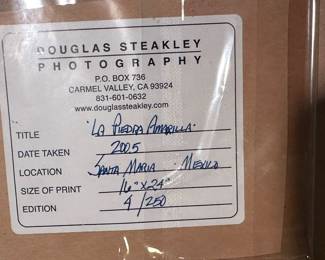 DOUGLAS STEAKLEY
PHOTOGRAPHY
P.O. BOX 736
CARMEL VALLEY, CA 93924
831-601-0632
www.douglassteakley.com
TITLE "LA PIEDRA AMARILLA"
DATE TAKEN 2005
LOCATION SANTA MARIA MEXICO
SIZE OF PRINT 16" X 24"
EDITION 4/250